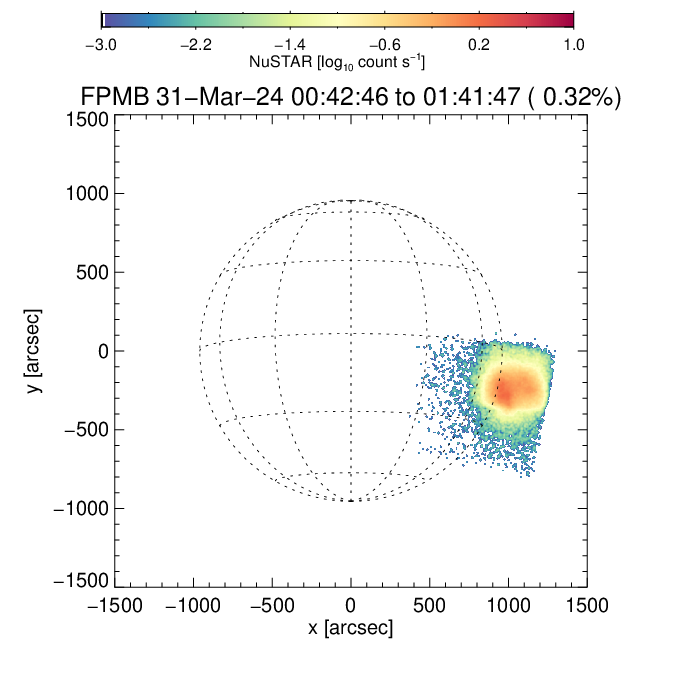 −3.0 −2.2 −1.4 −0.6 0.2 1.0
NuSTAR [log₁₀ count s⁻¹]
FPMB 31−Mar−24 00:42:46 to 01:41:47 ( 0.32%)
1500
1000
500
0
−500
−1000
−1500
y [arcsec]
−1500 −1000 −500 0 500 1000 1500
x [arcsec]